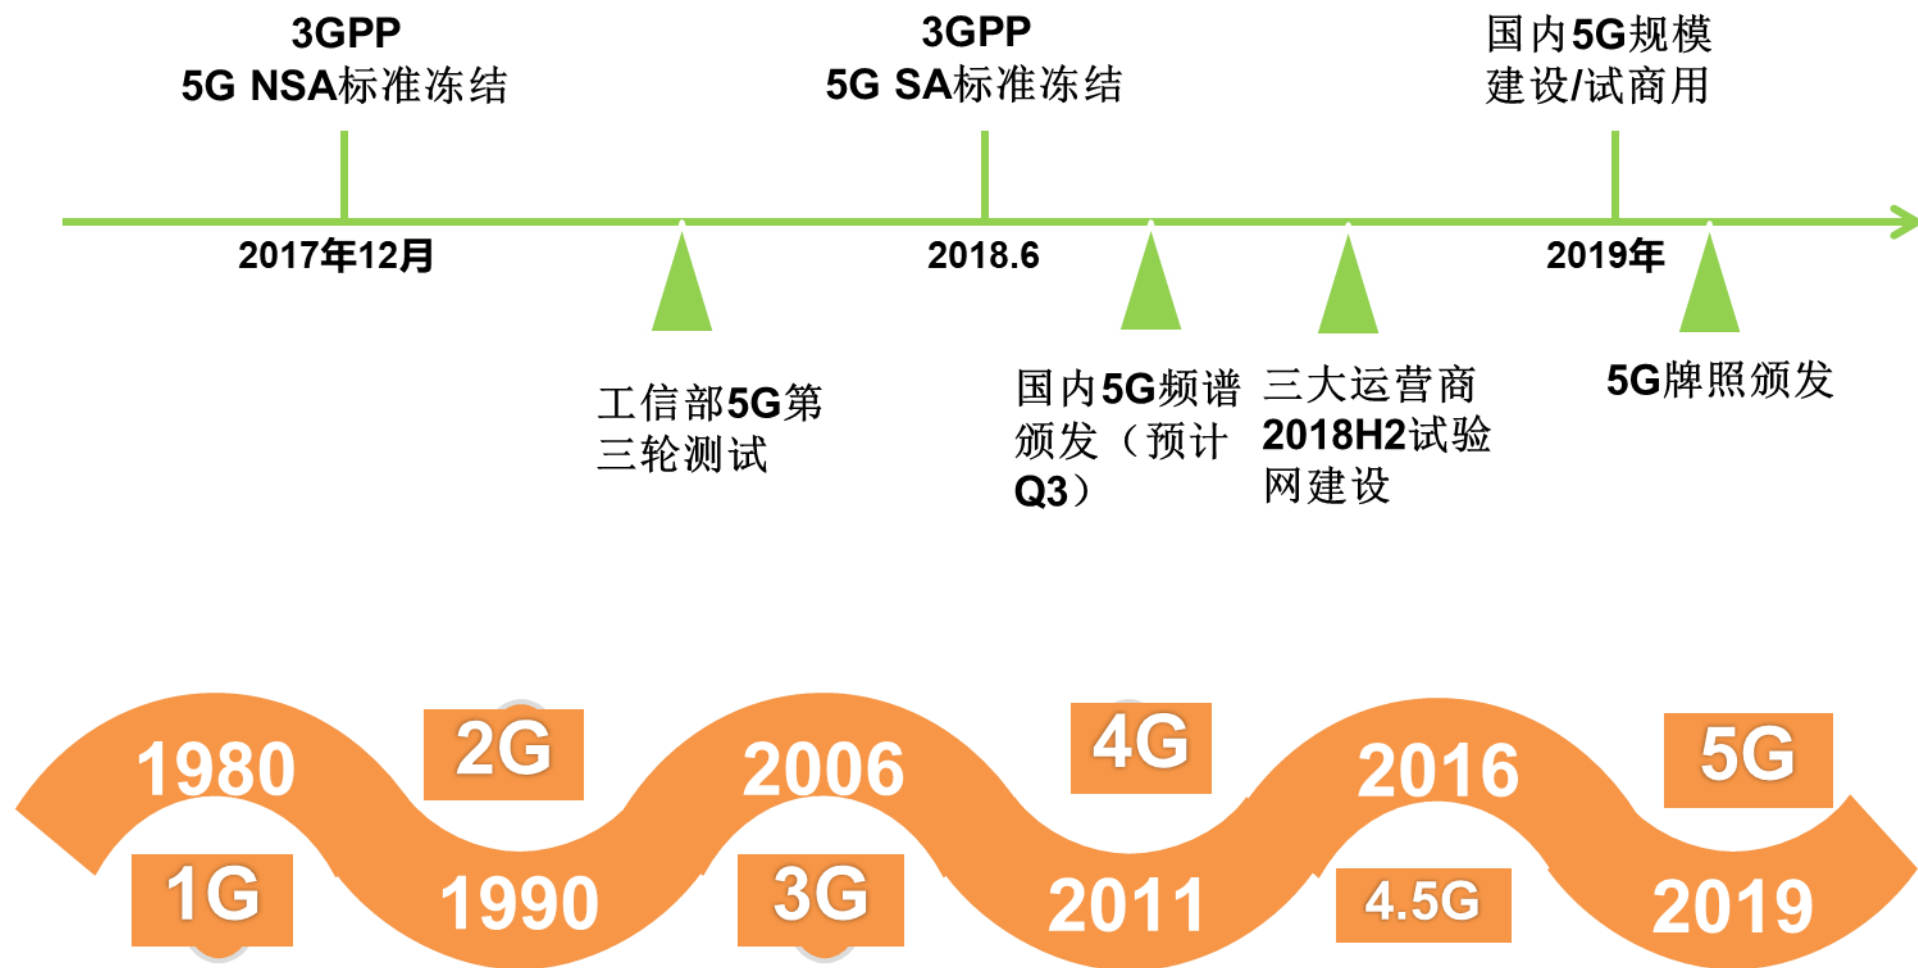 3GPP
5G NSA标准冻结
3GPP
5G SA标准冻结
国内5G规模
建设/试商用
2017年12月
2018.6
2019年
工信部5G第
三轮测试
国内5G频谱
颁发（预计
Q3）
三大运营商
2018H2试验
网建设
5G牌照颁发
1980
2G
2006
4G
2016
5G
1G
1990
3G
2011
4.5G
2019